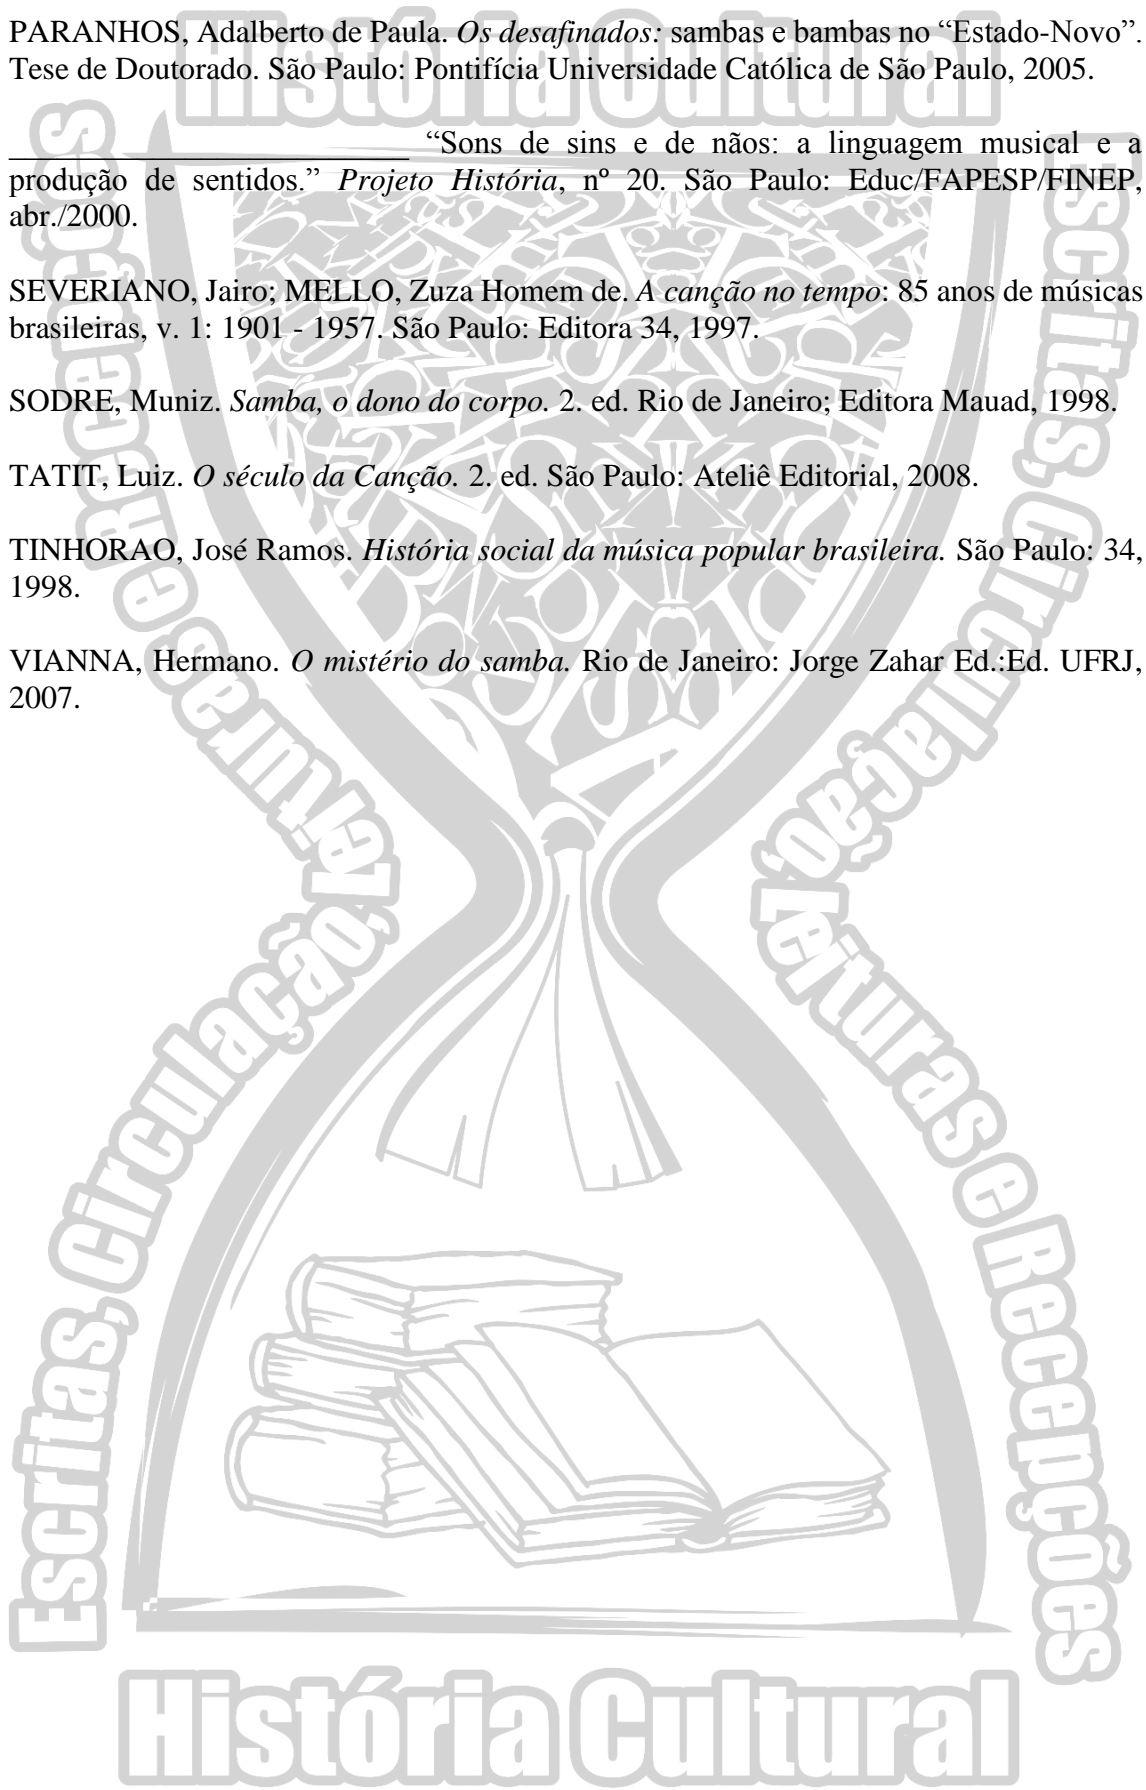 PARANHOS, Adalberto de Paula. Os desafinados: sambas e bambas no “Estado-Novo”.
Tese de Doutorado. São Paulo: Pontifícia Universidade Católica de São Paulo, 2005.
_________________________ “Sons de sins e de nãos: a linguagem musical e a
produção de sentidos.” Projeto História, nº 20. São Paulo: Educ/FAPESP/FINEP,
abr./2000.
SEVERIANO, Jairo; MELLO, Zuza Homem de. A canção no tempo: 85 anos de músicas
brasileiras, v. 1: 1901 - 1957. São Paulo: Editora 34, 1997.
SODRE, Muniz. Samba, o dono do corpo. 2. ed. Rio de Janeiro; Editora Mauad, 1998.
TATIT, Luiz. O século da Canção. 2. ed. São Paulo: Ateliê Editorial, 2008.
TINHORAO, José Ramos. História social da música popular brasileira. São Paulo: 34,
1998.
VIANNA, Hermano. O mistério do samba. Rio de Janeiro: Jorge Zahar Ed.:Ed. UFRJ,
2007.
História Cultural
Escritas, Circulação, Leituras e Recepções
Escritas, Circulação, Leituras e Recepções
História Cultural